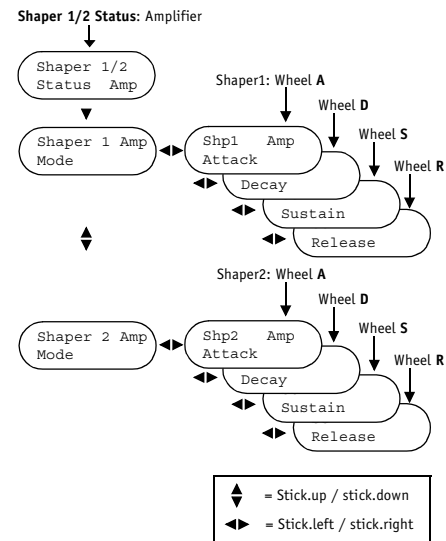 Shaper 1/2 Status: Amplifier
Shaper 1/2
Status Amp
Shaper1: Wheel A
Wheel D
Wheel S
Wheel R
Shaper 1 Amp
Mode
Shp1 Amp
Attack
Decay
Sustain
Release
Shaper2: Wheel A
Wheel D
Wheel S
Wheel R
Shaper 2 Amp
Mode
Shp2 Amp
Attack
Decay
Sustain
Release
= Stick.up / stick.down
= Stick.left / stick.right